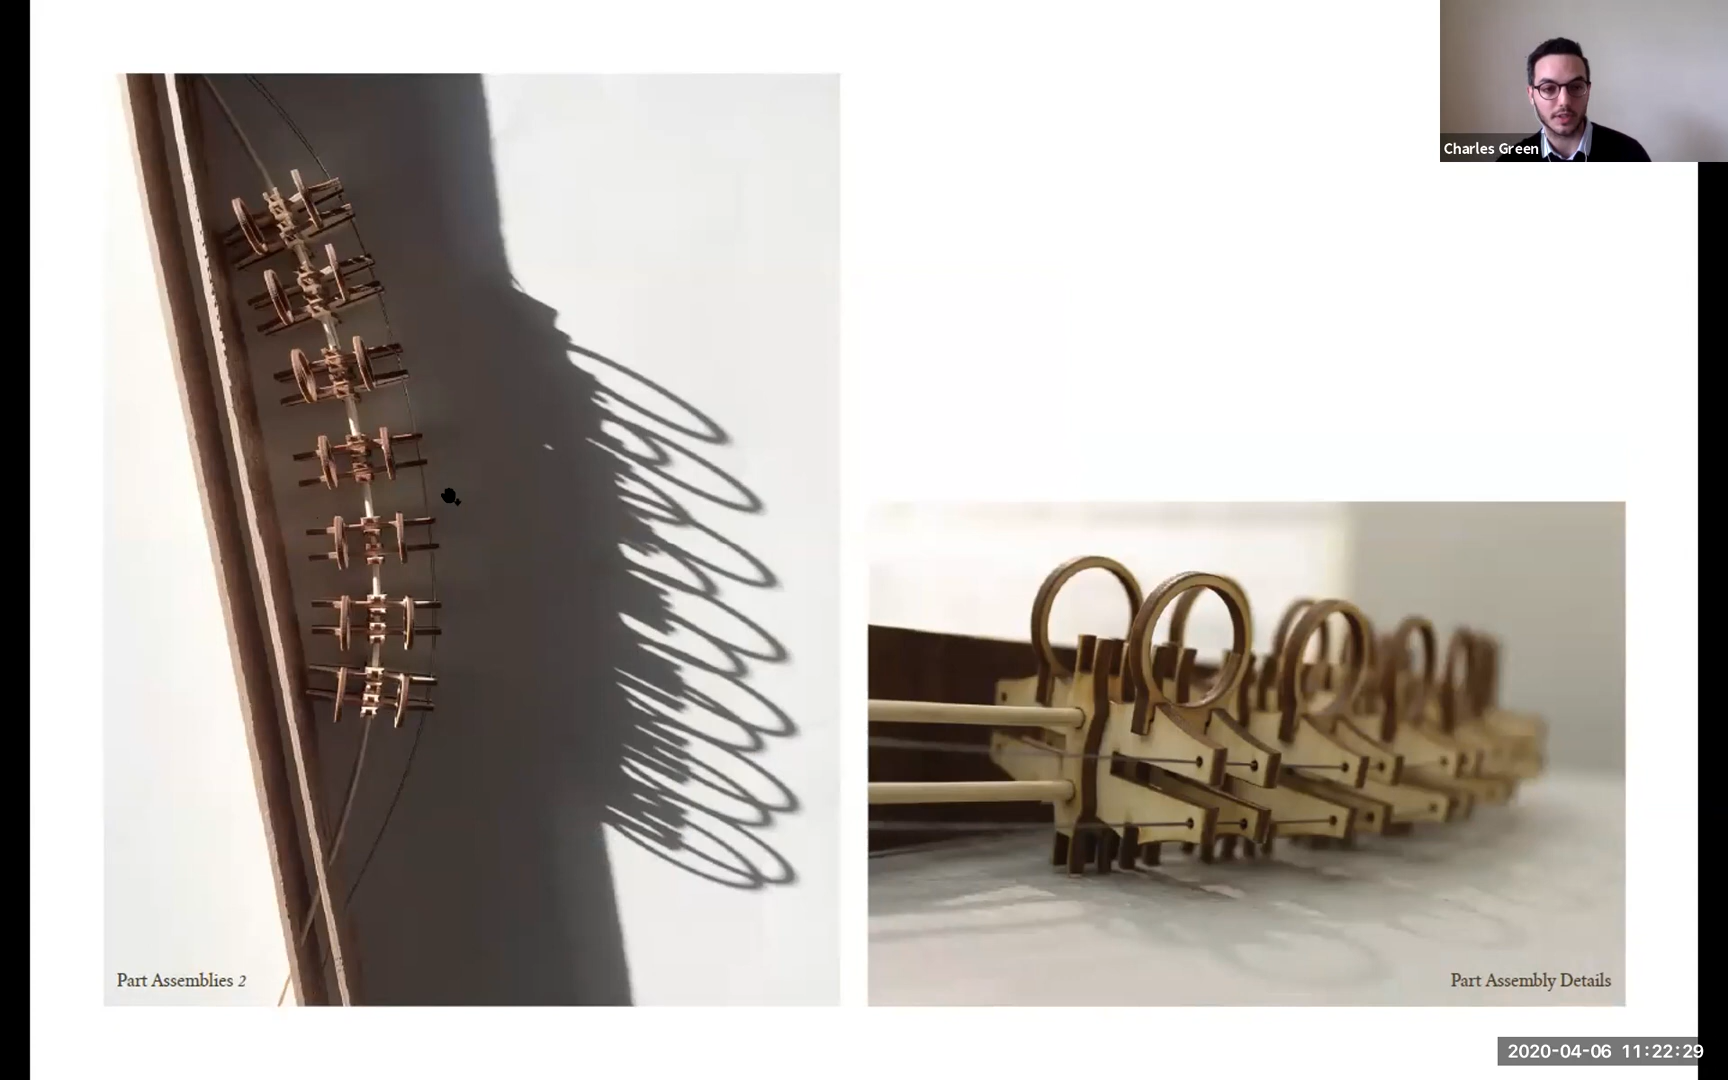 Charles Green
Part Assemblies 2
Part Assembly Details
2020-04-06 11:22:29